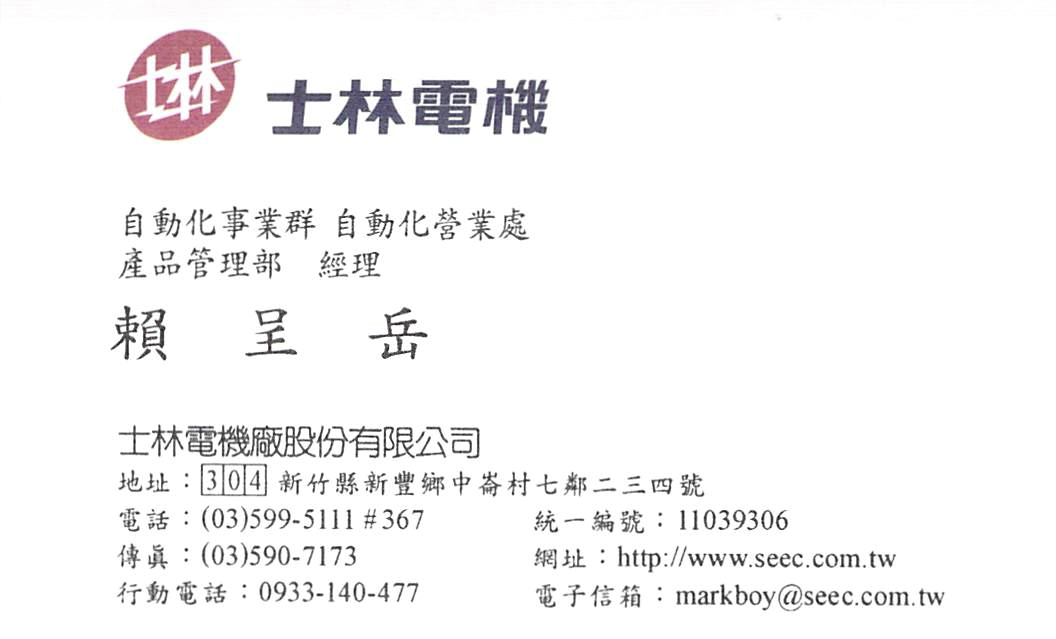 士林
士林電機
自動化事業群 自動化營業處
產品管理部 經理
賴 呈 岳
士林電機廠股份有限公司
地址：304 新竹縣新豐鄉中崙村七鄰二三四號
電話：(03)599-5111 #367 統一編號：11039306
傳真：(03)590-7173 網址：http://www.seec.com.tw
行動電話：0933-140-477 電子信箱：markboy@seec.com.tw